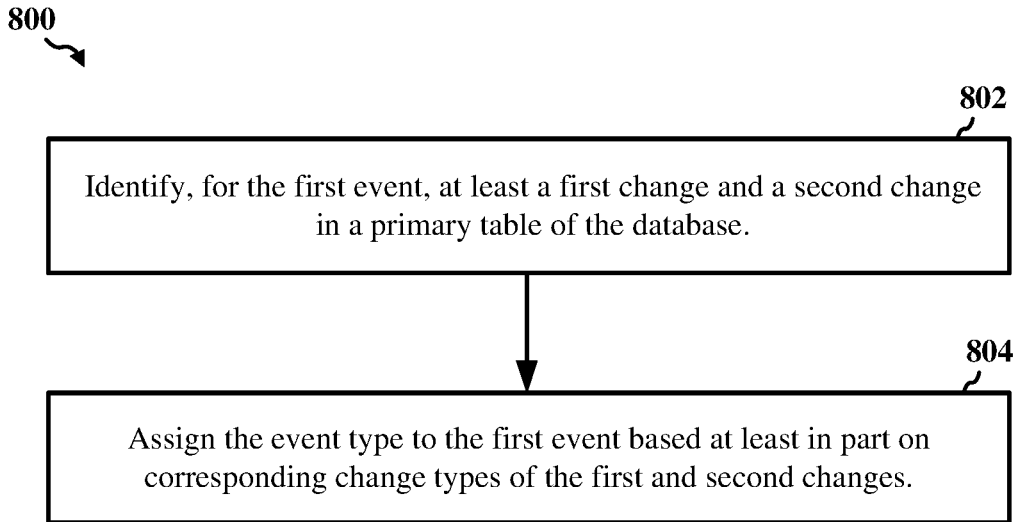 800
802
Identify, for the first event, at least a first change and a second change
in a primary table of the database.
804
Assign the event type to the first event based at least in part on
corresponding change types of the first and second changes.